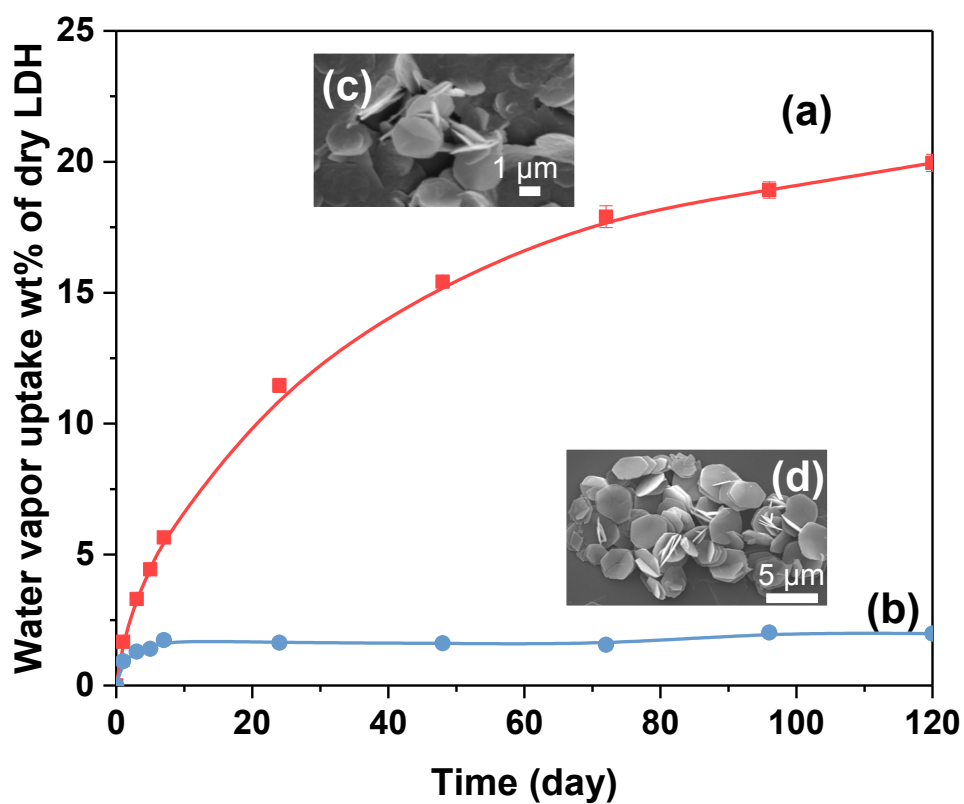 25
20
15
10
5
0
Water vapor uptake wt% of dry LDH
(c)
1 μm
(a)
(d)
5 μm
(b)
0 20 40 60 80 100 120
Time (day)